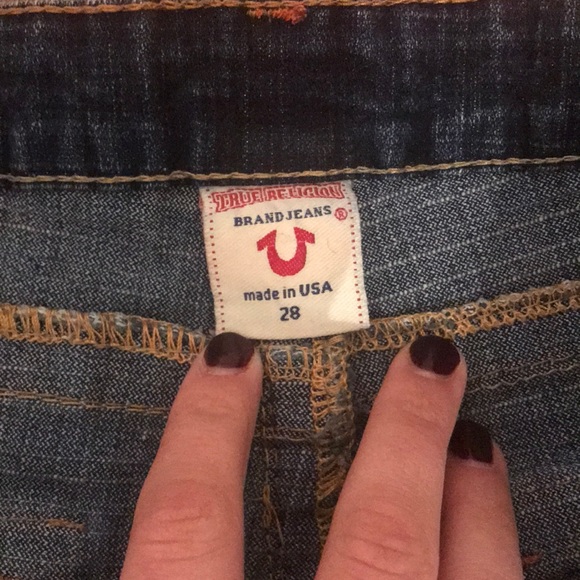 TRUE RELIGION
BRAND JEANS ®
made in USA
28